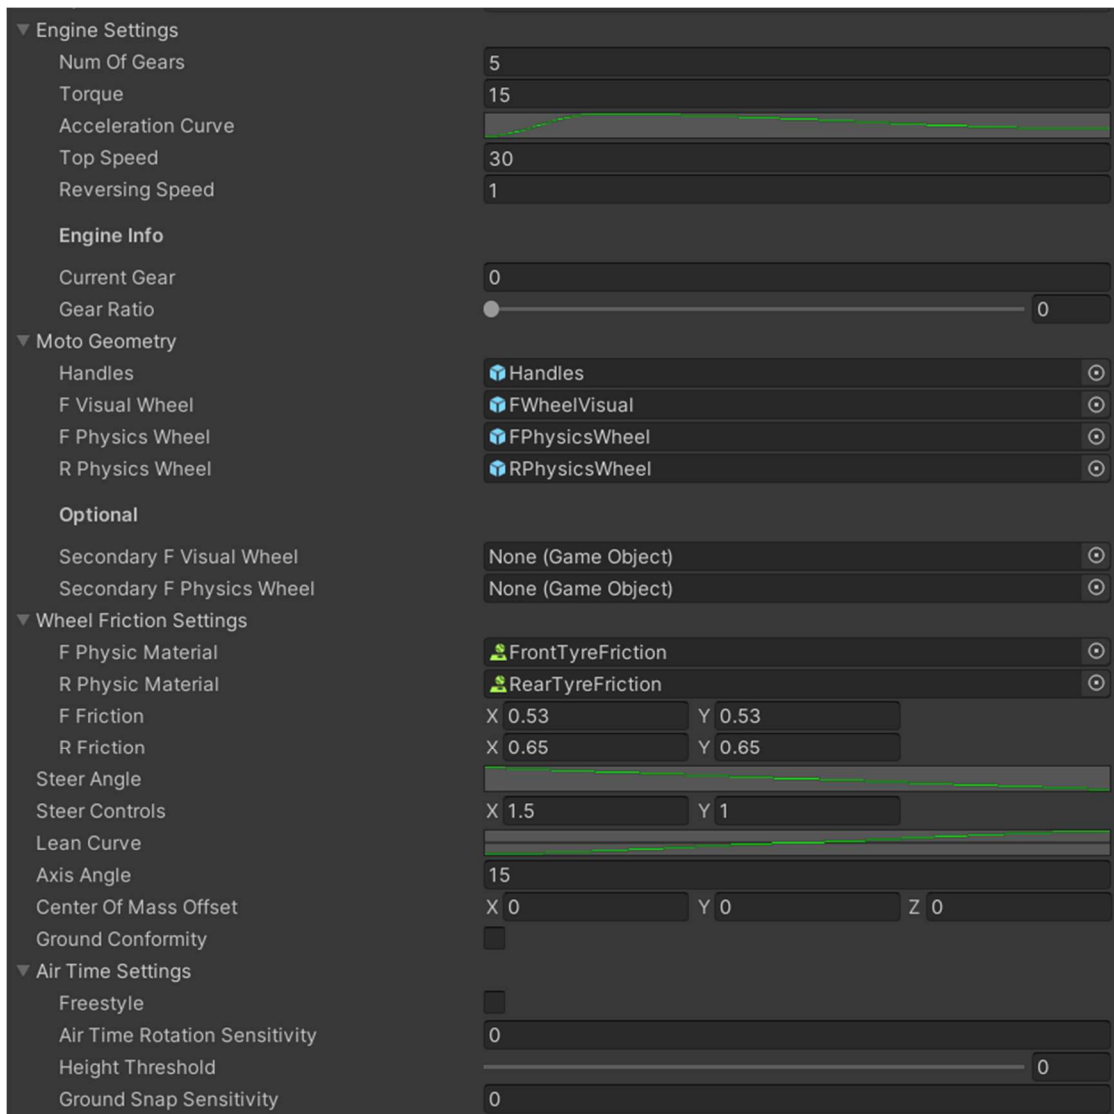 Engine Settings
Num Of Gears 5
Torque 15
Acceleration Curve
Top Speed 30
Reversing Speed 1
Engine Info
Current Gear 0
Gear Ratio 0
Moto Geometry
Handles Handles
F Visual Wheel FWheelVisual
F Physics Wheel FPhysicsWheel
R Physics Wheel RPhysicsWheel
Optional
Secondary F Visual Wheel None (Game Object)
Secondary F Physics Wheel None (Game Object)
Wheel Friction Settings
F Physic Material FrontTyreFriction
R Physic Material RearTyreFriction
F Friction X 0.53 Y 0.53
R Friction X 0.65 Y 0.65
Steer Angle
Steer Controls X 1.5 Y 1
Lean Curve
Axis Angle 15
Center Of Mass Offset X 0 Y 0 Z 0
Ground Conformity
Air Time Settings
Freestyle
Air Time Rotation Sensitivity 0
Height Threshold 0
Ground Snap Sensitivity 0